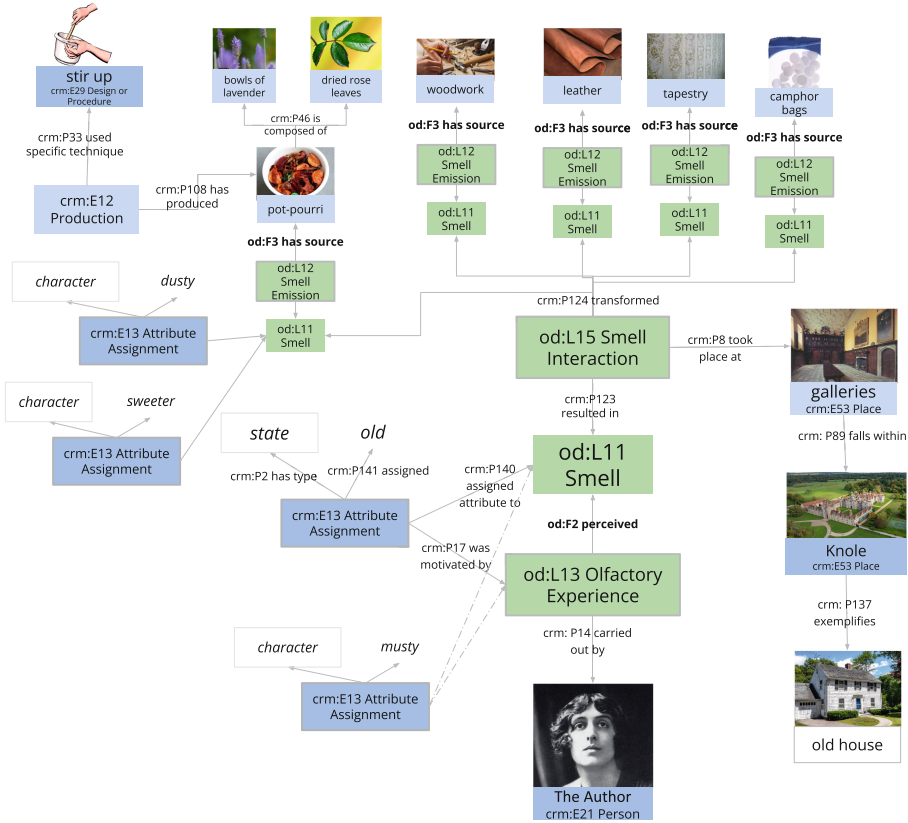 stir up
crm:E29 Design or
Procedure
bowls of
lavender
dried rose
leaves
woodwork
leather
tapestry
camphor
bags
crm:P33 used
specific technique
crm:P46 is
composed of
od:F3 has source
od:F3 has source
od:F3 has source
od:F3 has source
od:L12
Smell
Emission
od:L12
Smell
Emission
od:L12
Smell
Emission
od:L12
Smell
Emission
crm:E12
Production
crm:P108 has
produced
pot-pourri
od:L11
Smell
od:L11
Smell
od:L11
Smell
od:L11
Smell
od:F3 has source
character
dusty
od:L12
Smell
Emission
crm:P124 transformed
crm:E13 Attribute
Assignment
od:L11
Smell
od:L15 Smell
Interaction
crm:P8 took
place at
galleries
crm:E53 Place
character
sweeter
crm:P123
resulted in
crm:E13 Attribute
Assignment
state
old
crm: P89 falls within
od:L11
Smell
crm:P2 has type
crm:P141 assigned
crm:P140
assigned
attribute to
crm:E13 Attribute
Assignment
od:F2 perceived
Knole
crm:E53 Place
crm:P17 was
motivated by
od:L13 Olfactory
Experience
crm: P137
exemplifies
character
musty
crm: P14 carried
out by
crm:E13 Attribute
Assignment
old house
The Author
crm:E21 Person